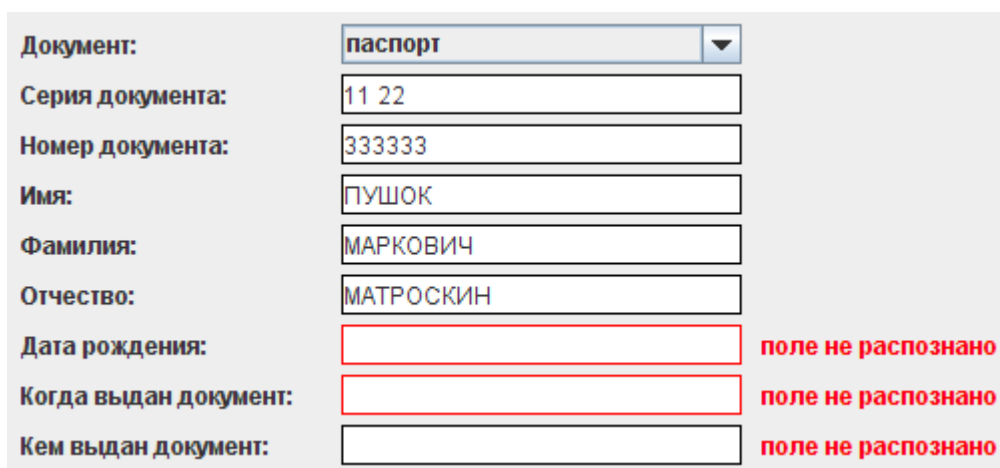 Документ: паспорт
Серия документа: 11 22
Номер документа: 333333
Имя: ПУШОК
Фамилия: МАРКОВИЧ
Отчество: МАТРОСКИН
Дата рождения: поле не распознано
Когда выдан документ: поле не распознано
Кем выдан документ: поле не распознано